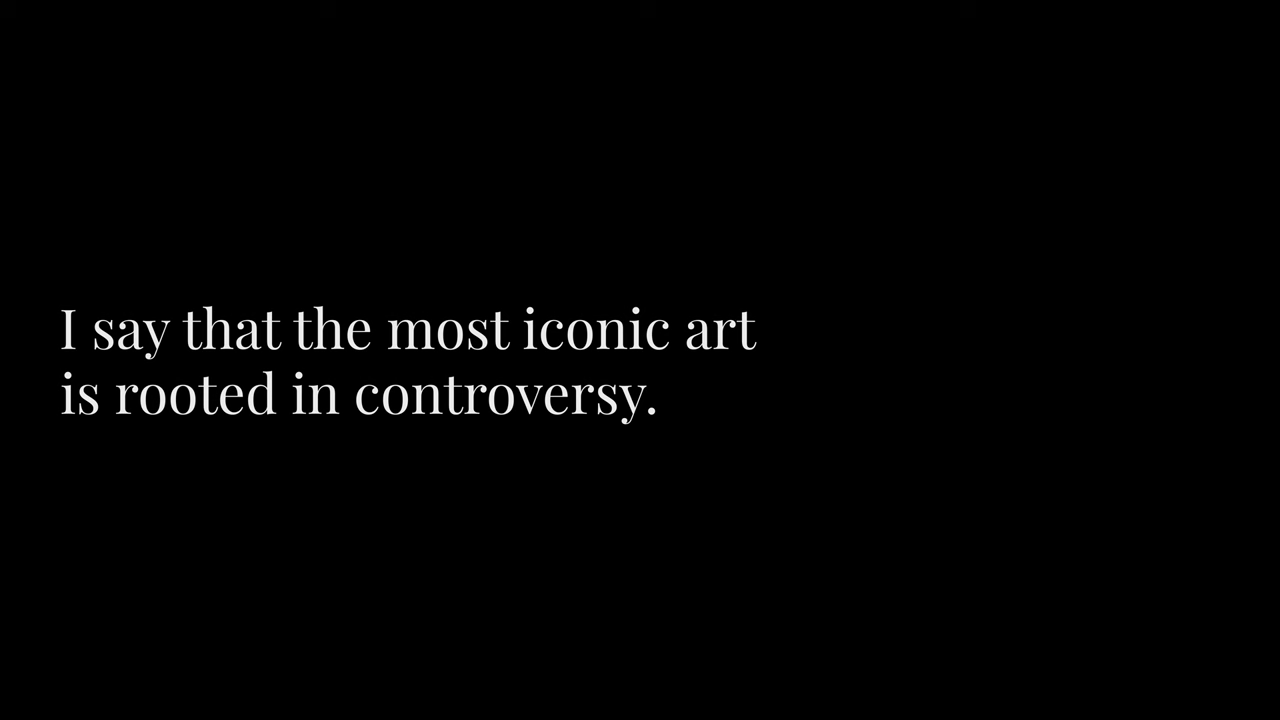 I say that the most iconic art
is rooted in controversy.